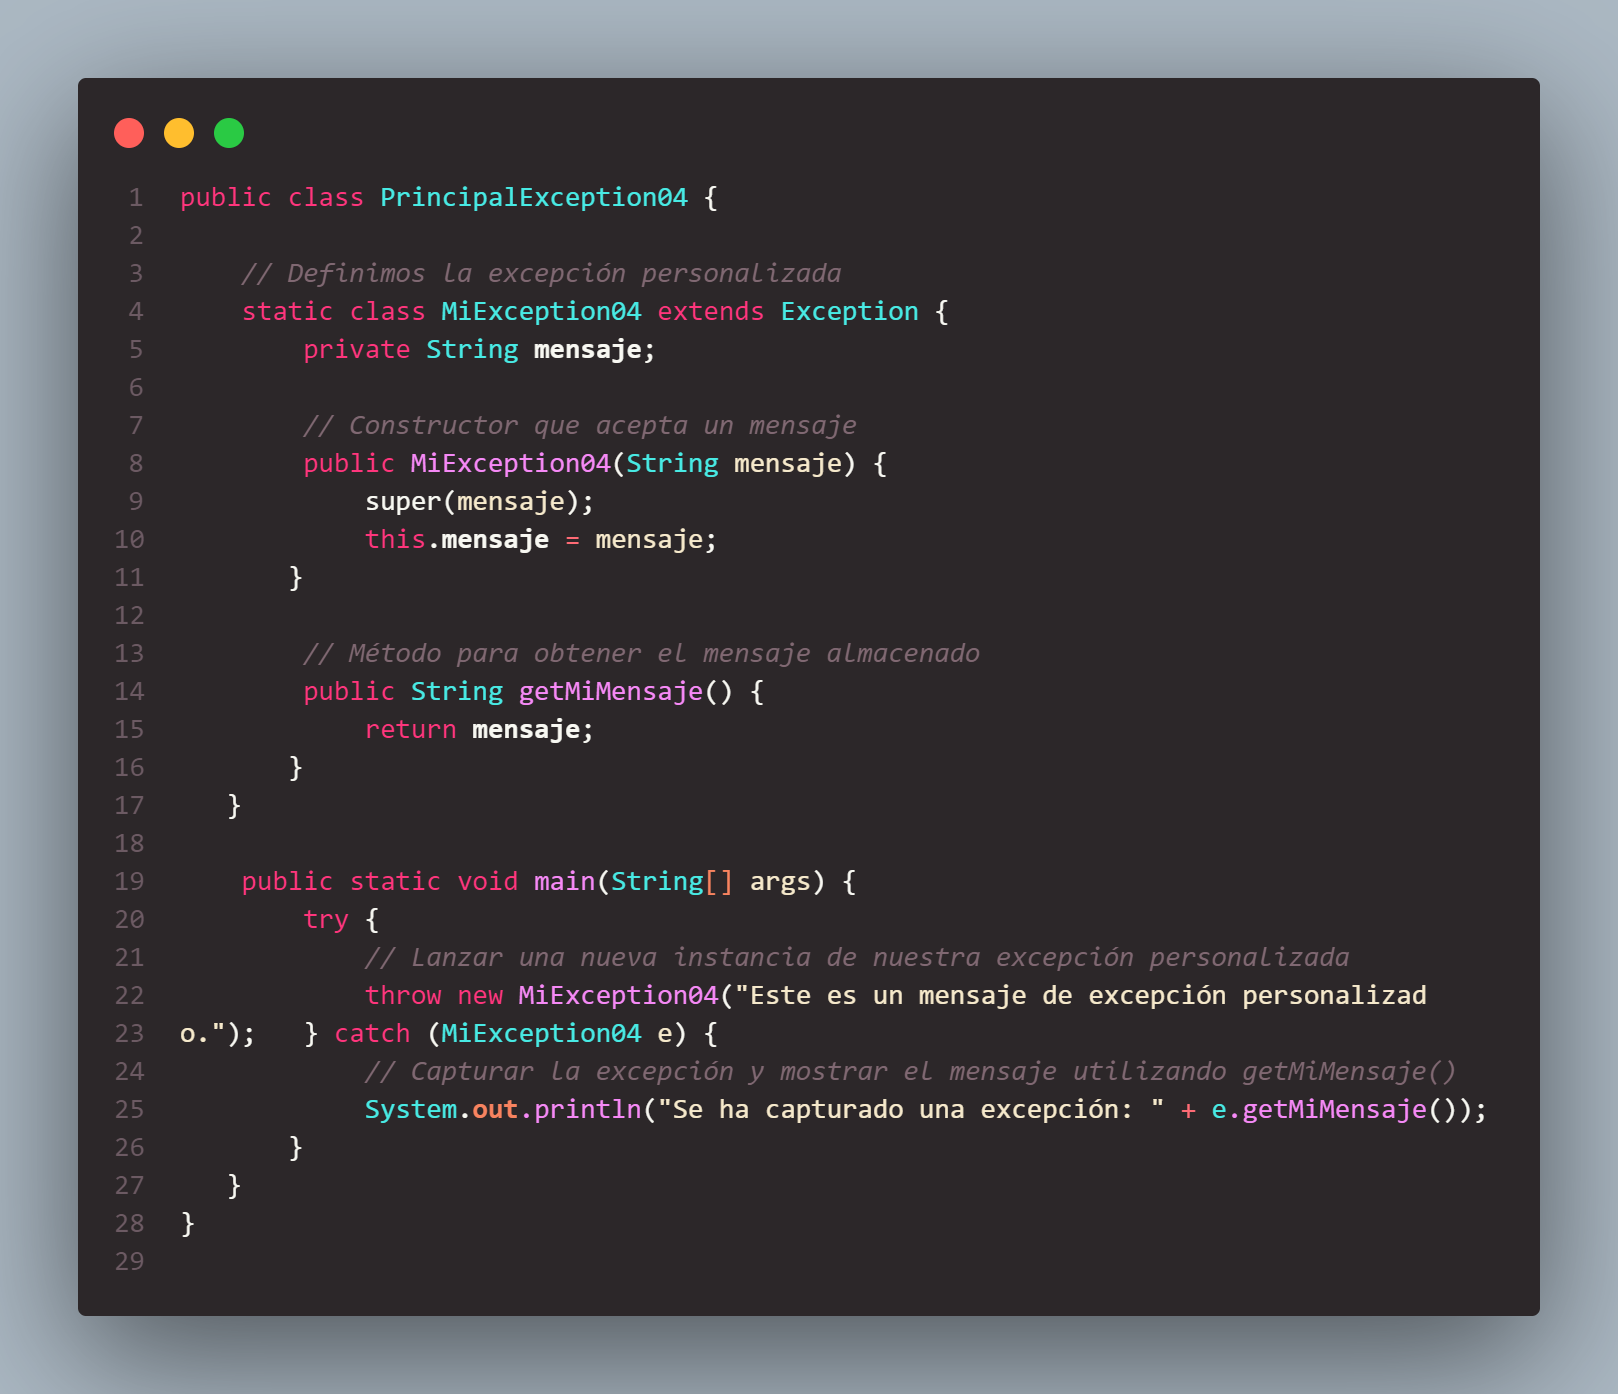 1 public class PrincipalException04 {
2
3     // Definimos la excepción personalizada
4     static class MiException04 extends Exception {
5         private String mensaje;
6
7         // Constructor que acepta un mensaje
8         public MiException04(String mensaje) {
9             super(mensaje);
10             this.mensaje = mensaje;
11        }
12
13         // Método para obtener el mensaje almacenado
14         public String getMiMensaje() {
15             return mensaje;
16        }
17    }
18
19     public static void main(String[] args) {
20         try {
21             // Lanzar una nueva instancia de nuestra excepción personalizada
22             throw new MiException04("Este es un mensaje de excepción personalizad
23 o.");   } catch (MiException04 e) {
24             // Capturar la excepción y mostrar el mensaje utilizando getMiMensaje()
25             System.out.println("Se ha capturado una excepción: " + e.getMiMensaje());
26        }
27    }
28 }
29